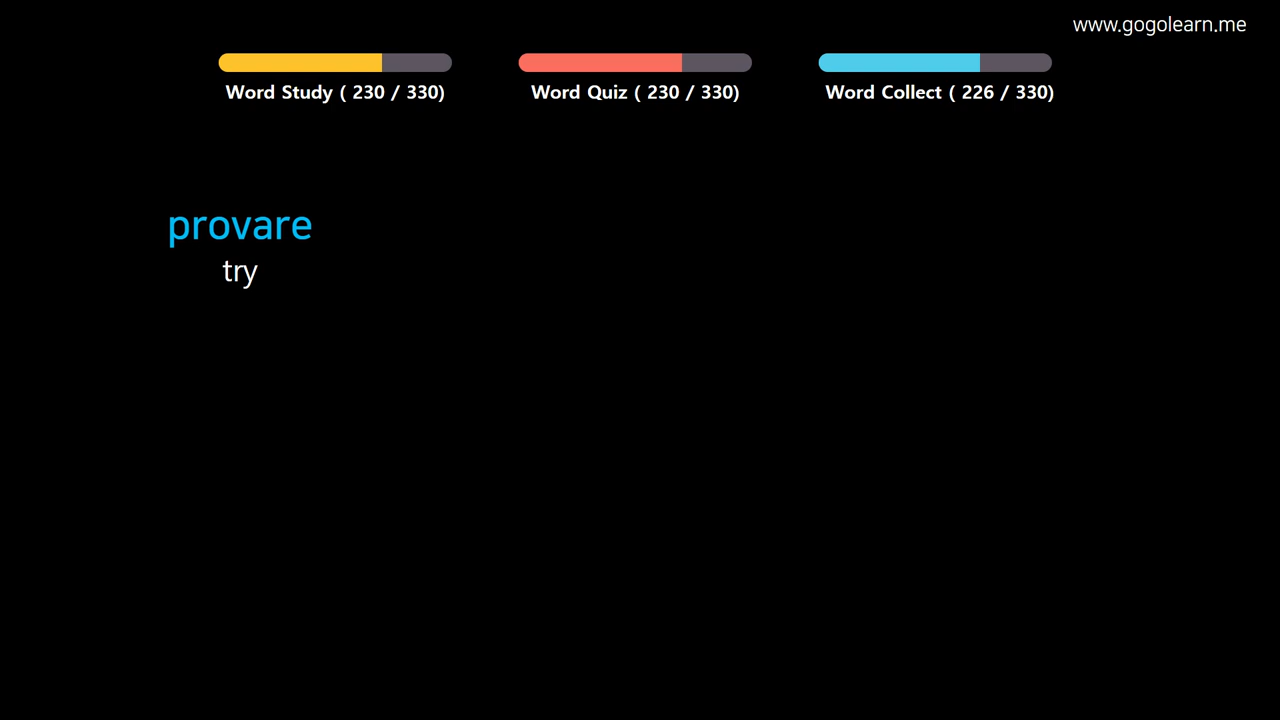 www.gogolearn.me
Word Study ( 230 / 330)
Word Quiz ( 230 / 330)
Word Collect ( 226 / 330)
provare
try